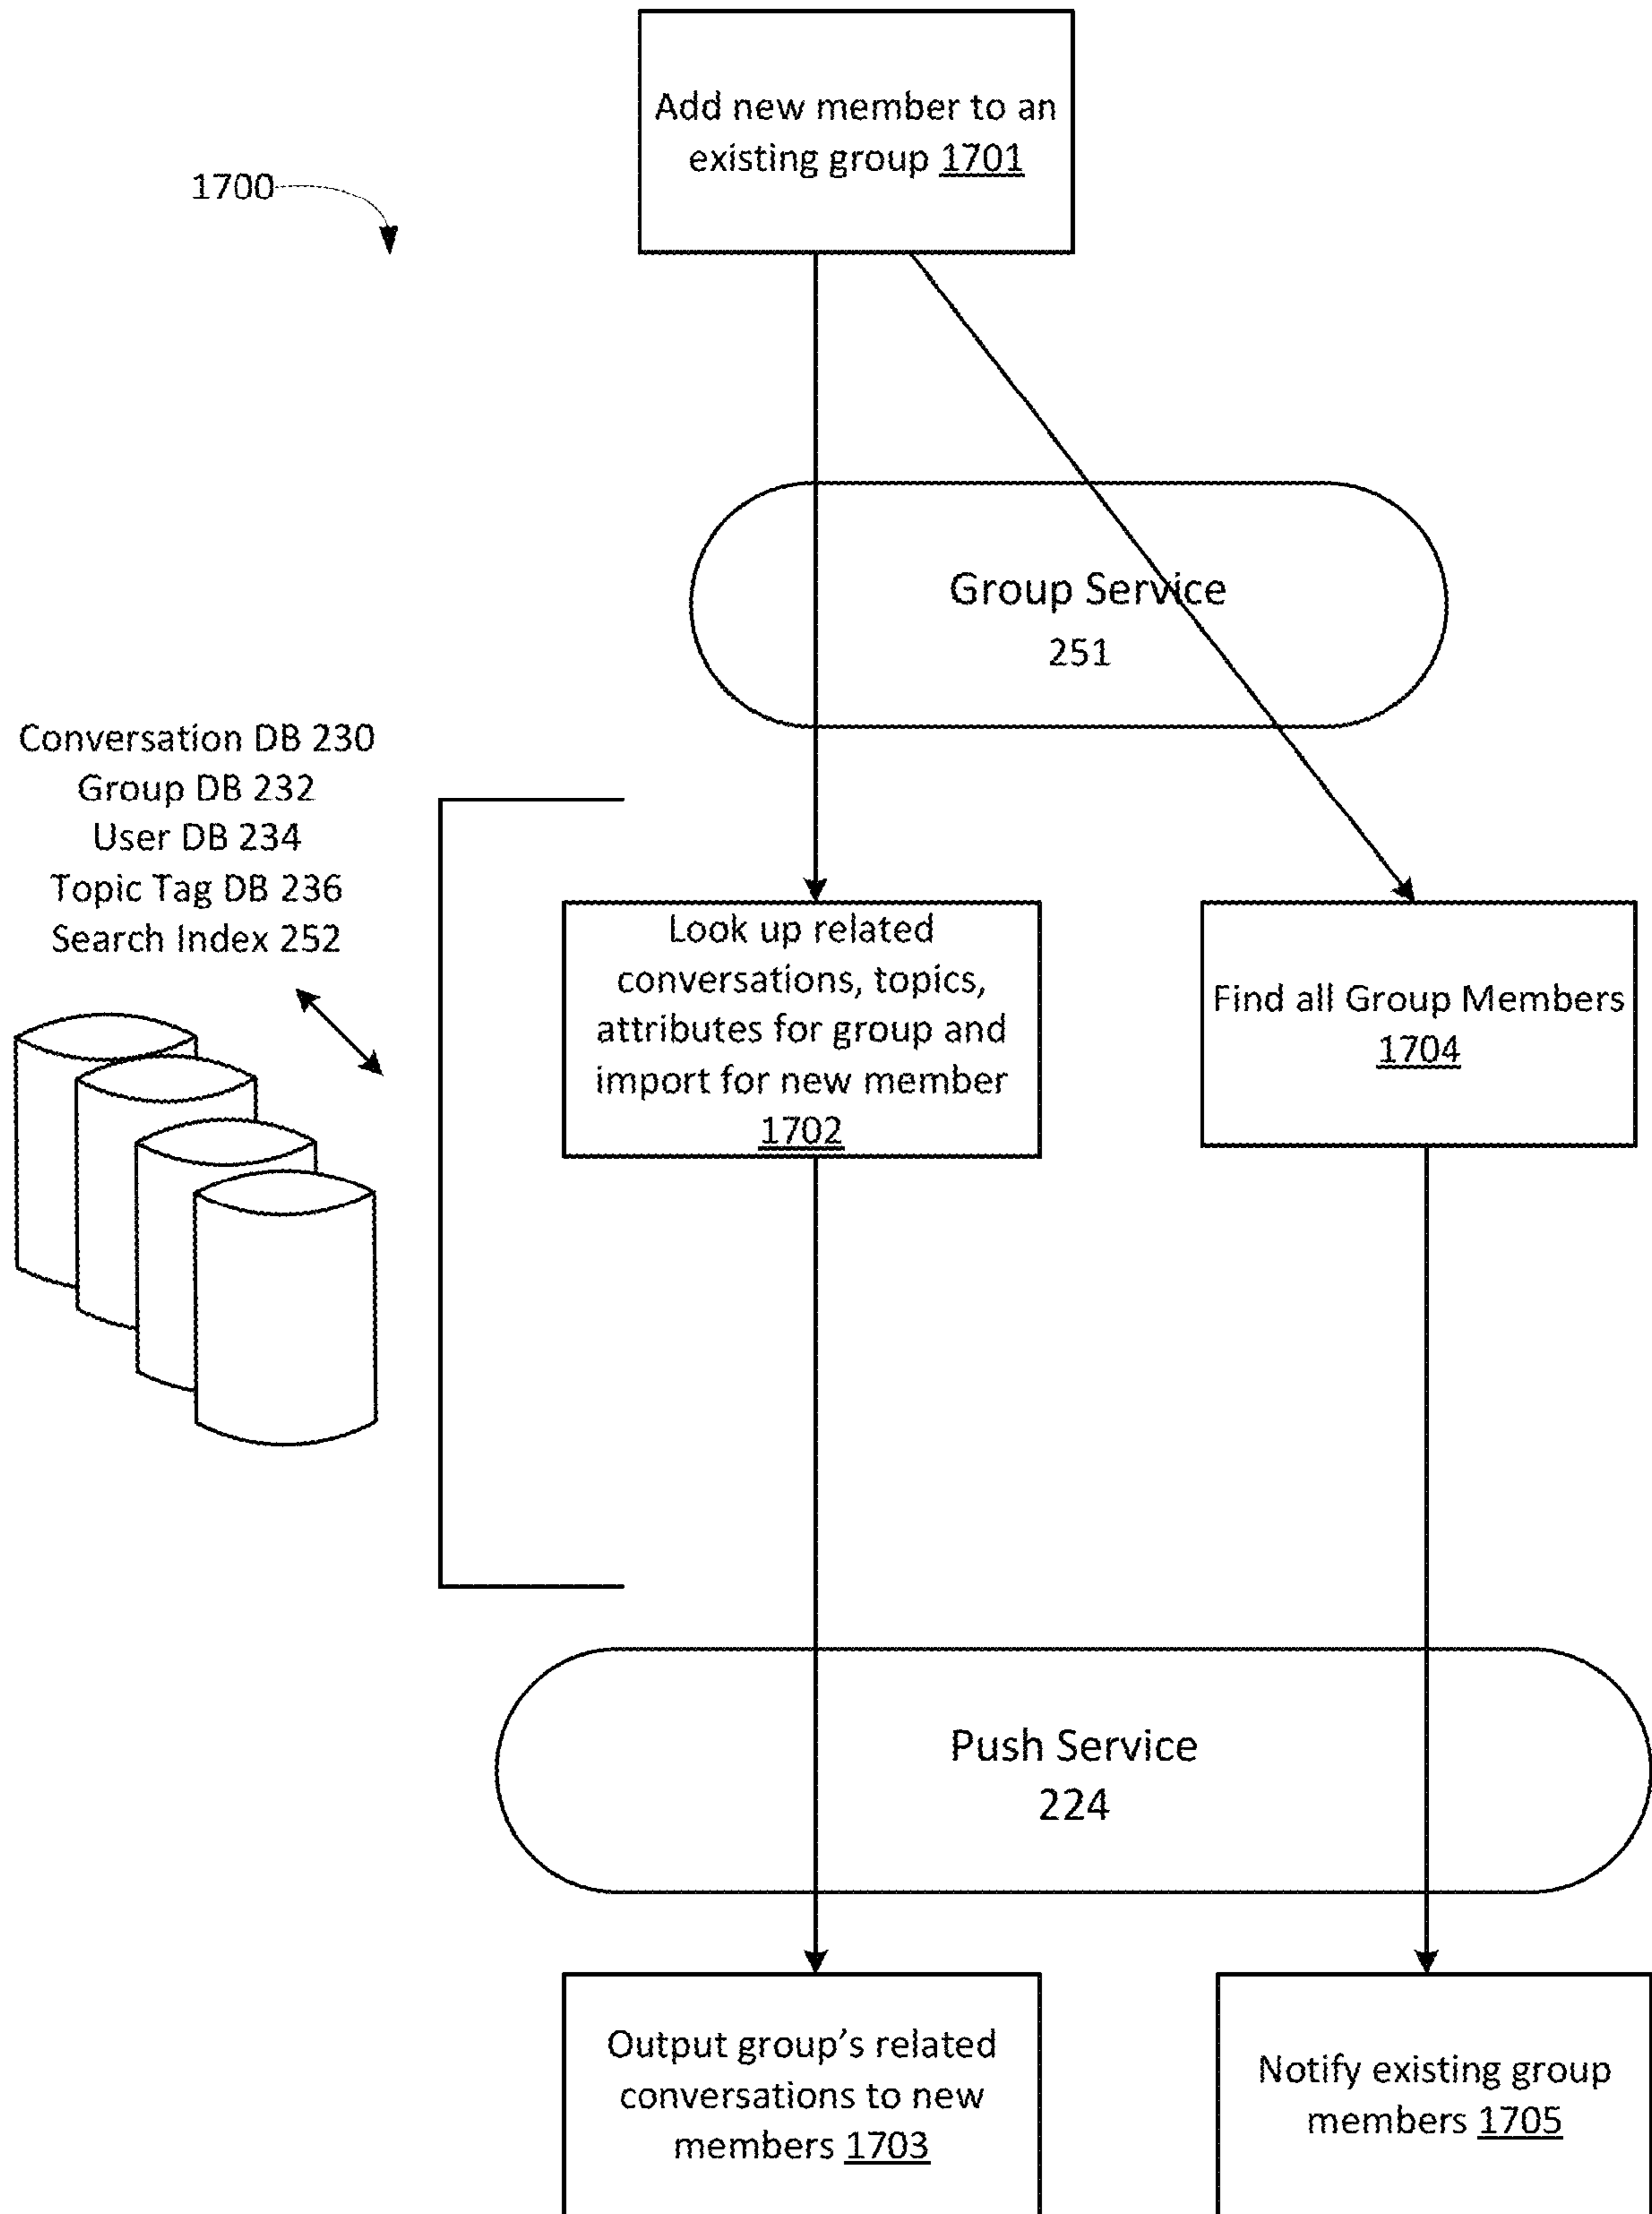 Add new member to an
existing group 1701
1700
Group Service
251
Conversation DB 230
Group DB 232
User DB 234
Topic Tag DB 236
Search Index 252
Look up related
conversations, topics,
attributes for group and
import for new member
1702
Find all Group Members
1704
Push Service
224
Output group's related
conversations to new
members 1703
Notify existing group
members 1705